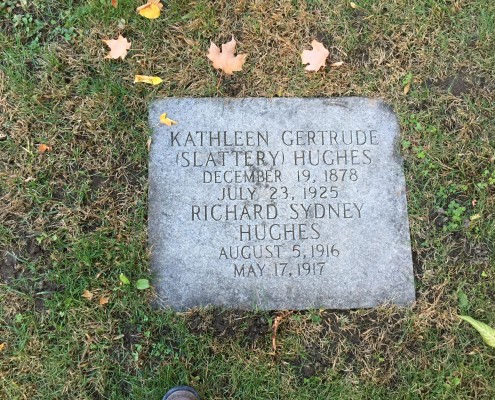 KATHLEEN GERTRUDE
(SLATTERY) HUGHES
DECEMBER 19, 1878
JULY 23, 1925
RICHARD SYDNEY
HUGHES
AUGUST 5, 1916
MAY 17, 1917